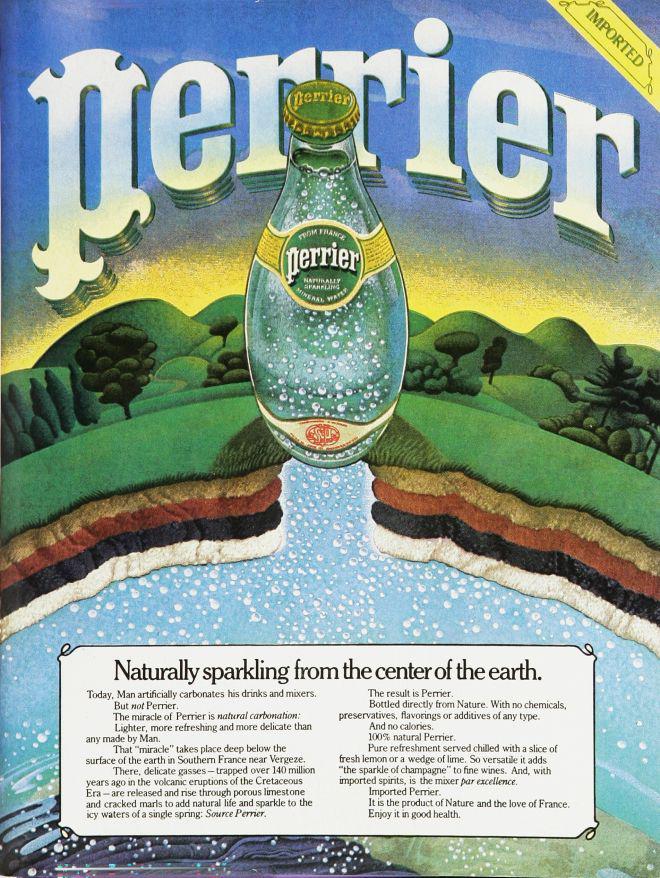 IMPORTED
perrier
perrier
FROM FRANCE
perrier
NATURALLY
SPARKLING
MINERAL WATER
Naturally sparkling from the center of the earth.
Today, Man artificially carbonates his drinks and mixers.
But not Perrier.
The miracle of Perrier is natural carbonation:
Lighter, more refreshing and more delicate than
any made by Man.
That “miracle” takes place deep below the
surface of the earth in Southern France near Vergeze.
There, delicate gasses — trapped over 140 million
years ago in the volcanic eruptions of the Cretaceous
Era — are released and rise through porous limestone
and cracked marls to add natural life and sparkle to the
icy waters of a single spring: Source Perrier.
The result is Perrier.
Bottled directly from Nature. With no chemicals,
preservatives, flavorings or additives of any type.
And no calories.
100% natural Perrier.
Pure refreshment served chilled with a slice of
fresh lemon or a wedge of lime. So versatile it adds
“the sparkle of champagne” to fine wines. And, with
imported spirits, is the mixer par excellence.
Imported Perrier.
It is the product of Nature and the love of France.
Enjoy it in good health.